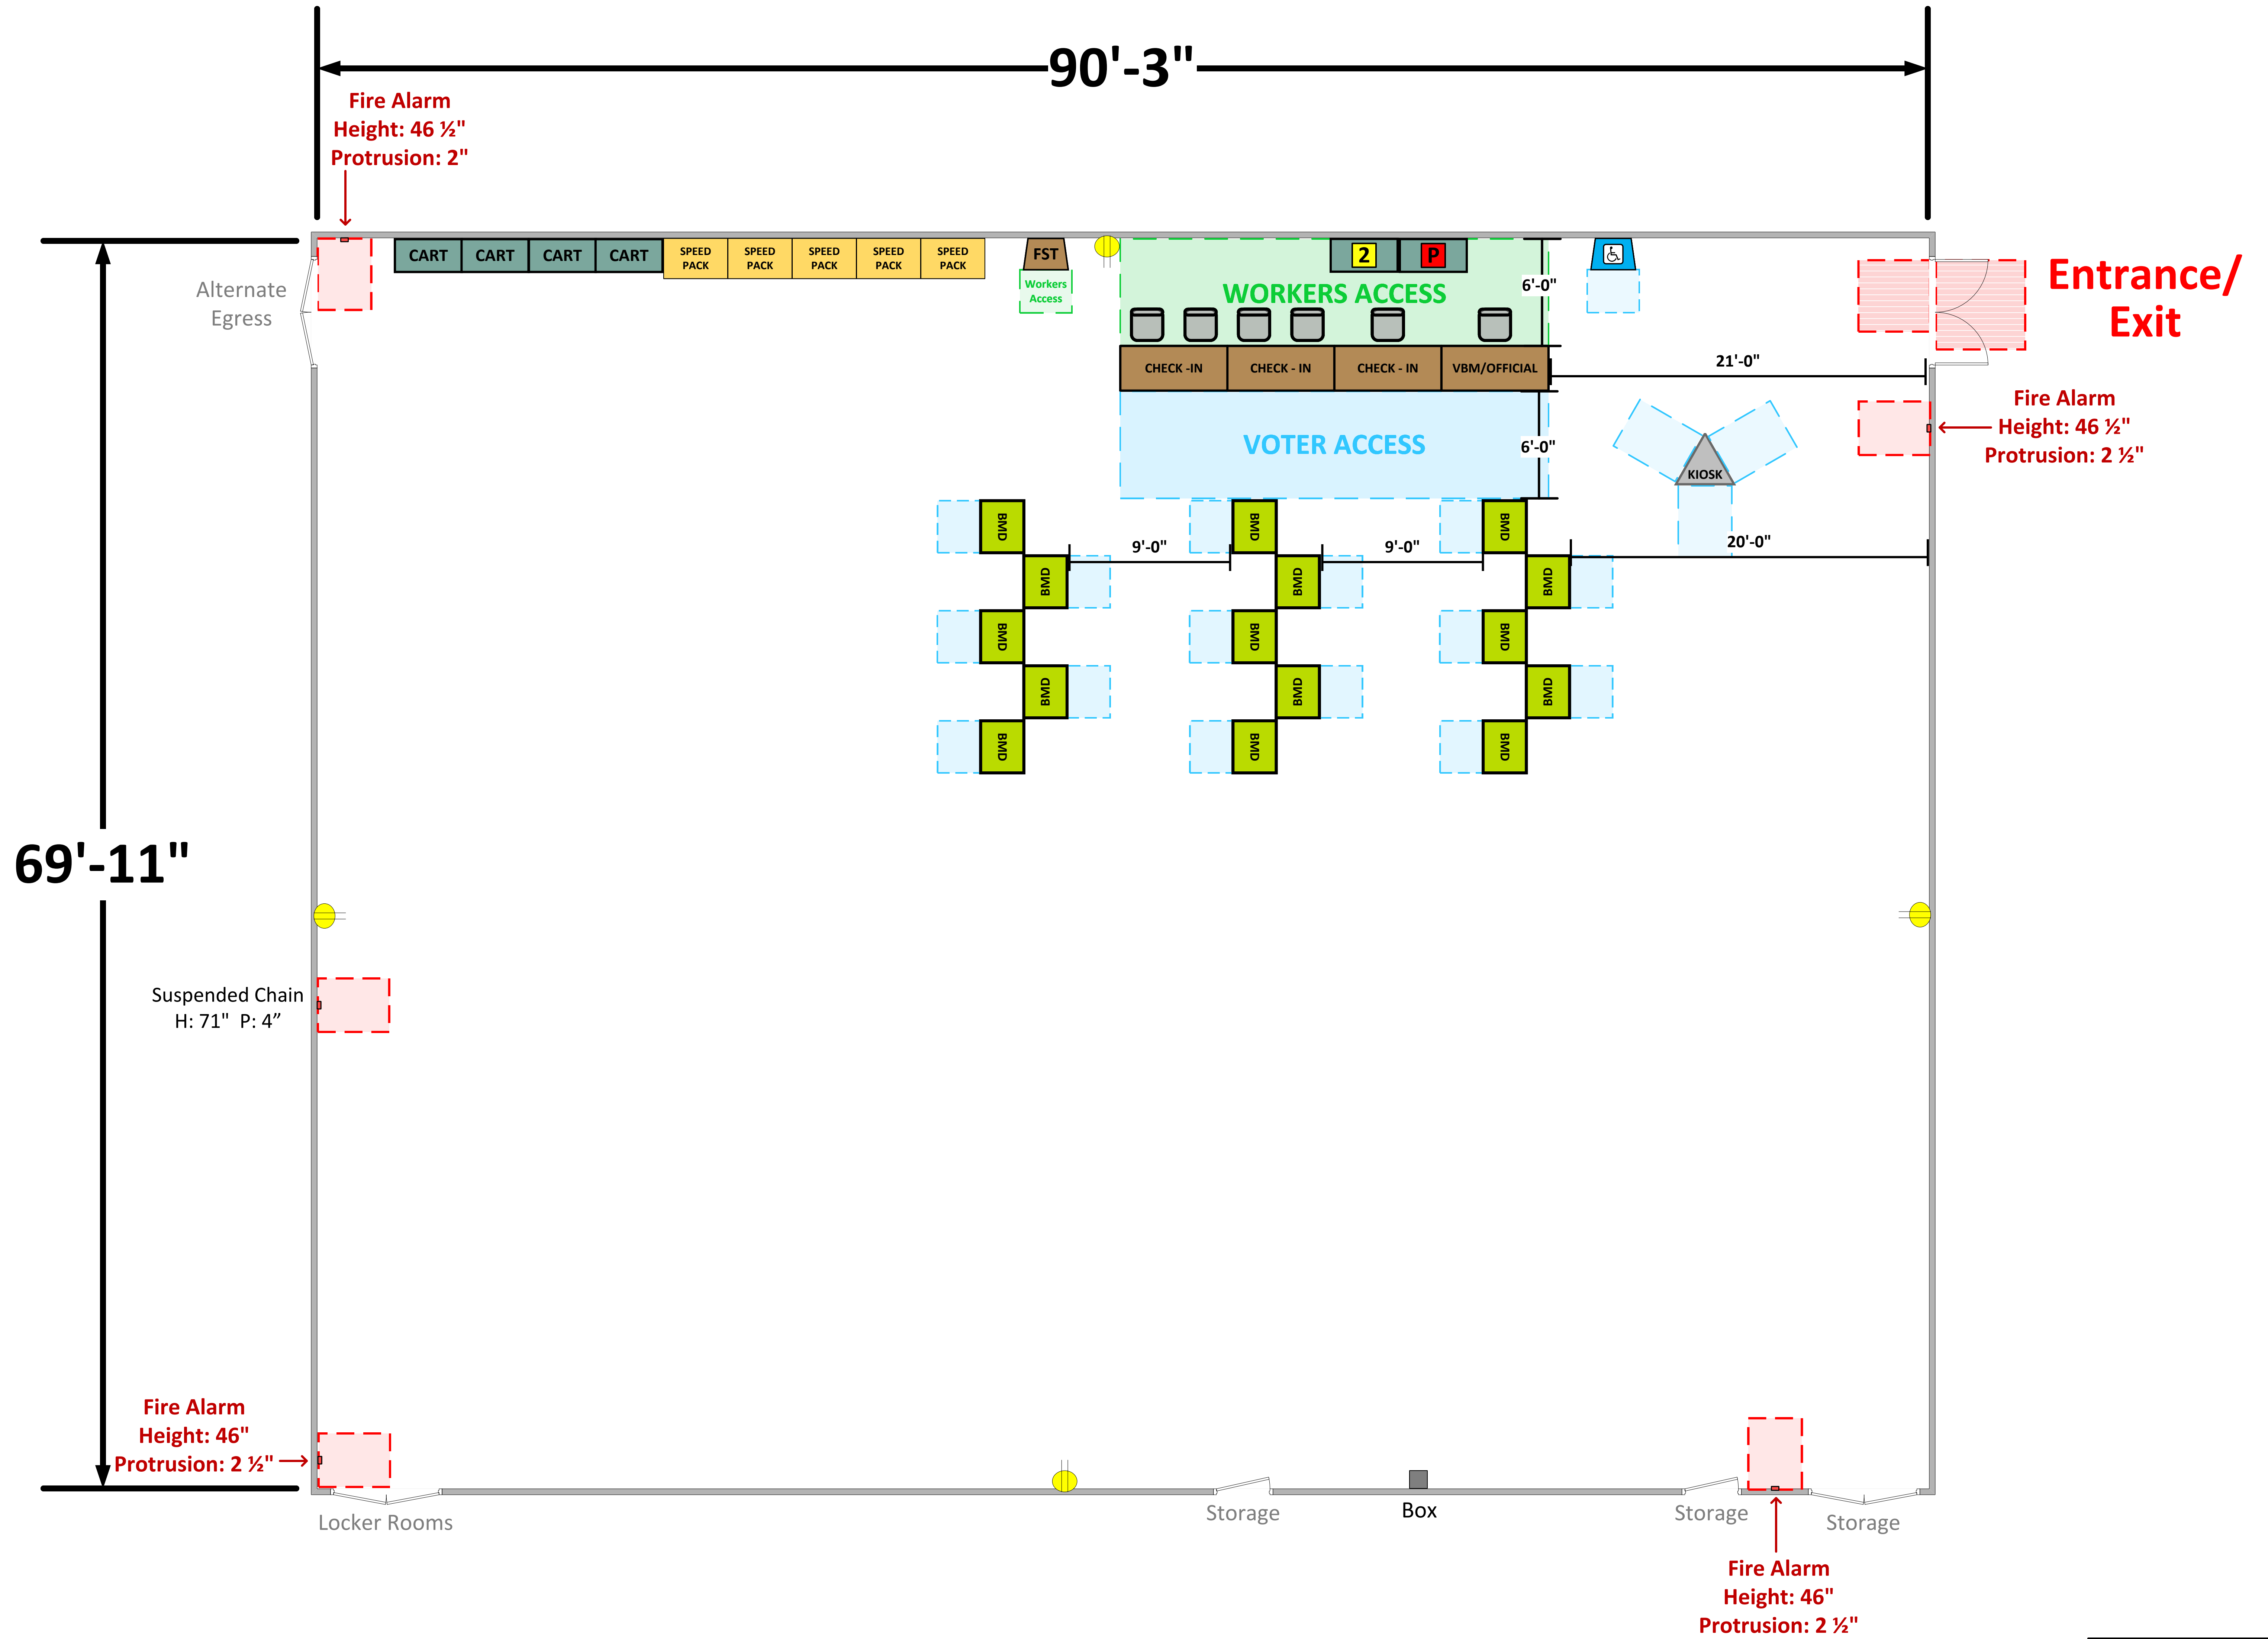 90'-3"
Fire Alarm
Height: 46 ½"
Protrusion: 2"
Alternate
Egress
CART
CART
CART
CART
SPEED
PACK
SPEED
PACK
SPEED
PACK
SPEED
PACK
SPEED
PACK
FST
Workers
Access
2
P
WORKERS ACCESS
6'-0"
Entrance/
Exit
CHECK -IN
CHECK - IN
CHECK - IN
VBM/OFFICIAL
21'-0"
Fire Alarm
Height: 46 ½"
Protrusion: 2 ½"
VOTER ACCESS
6'-0"
KIOSK
BMD
BMD
BMD
9'-0"
9'-0"
20'-0"
BMD
BMD
BMD
BMD
BMD
BMD
BMD
BMD
BMD
BMD
BMD
BMD
69'-11"
Suspended Chain
H: 71"  P: 4”
Fire Alarm
Height: 46"
Protrusion: 2 ½"
Locker Rooms
Storage
Box
Storage
Storage
Fire Alarm
Height: 46"
Protrusion: 2 ½"